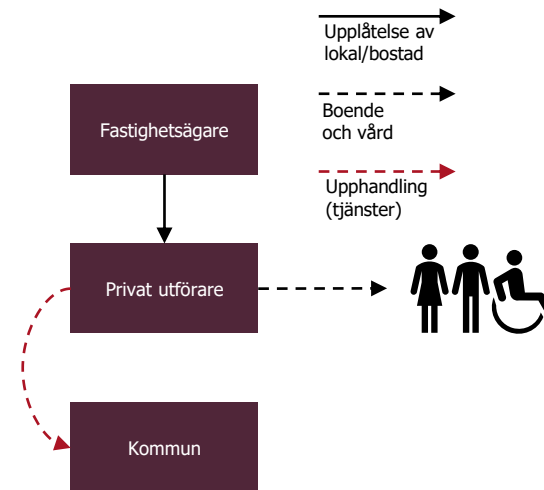 Upplåtelse av
lokal/bostad
Fastighetsägare
Boende
och vård
Upphandling
(tjänster)
Privat utförare
Kommun